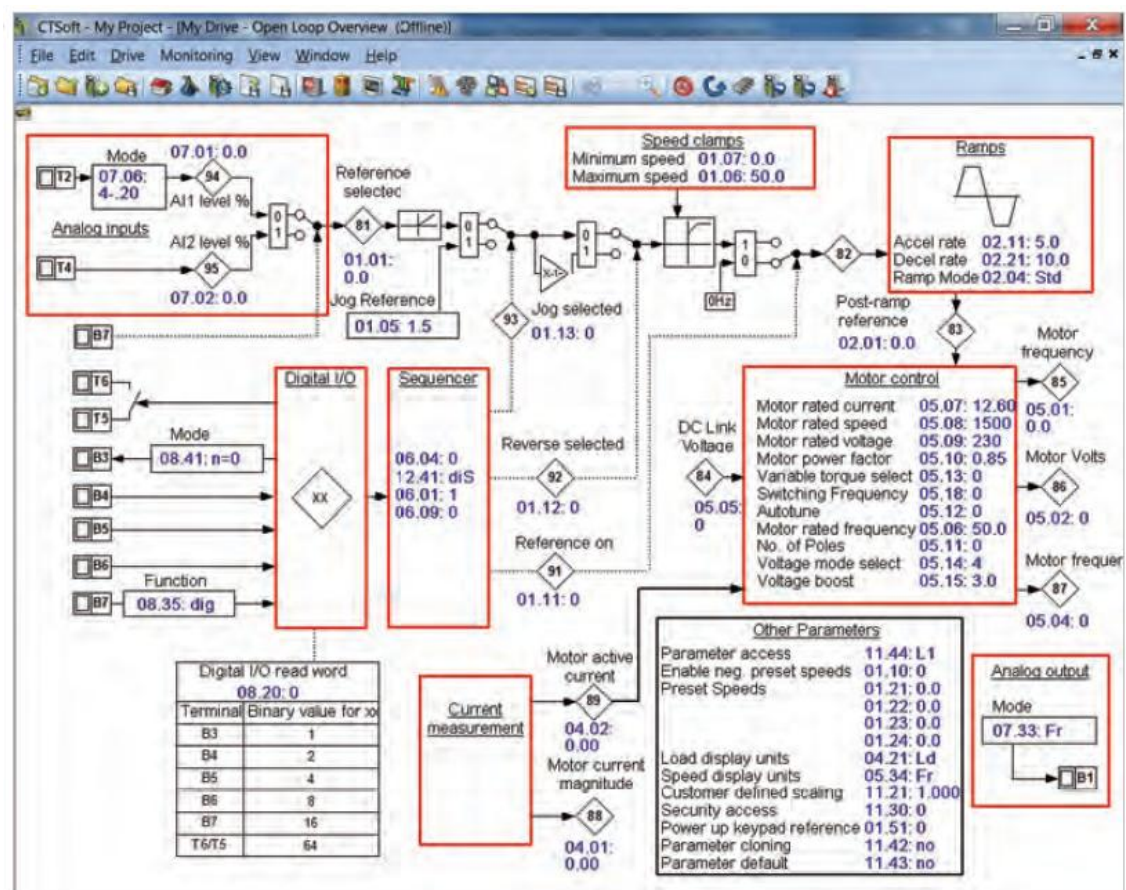 CTSoft - My Project - [My Drive - Open Loop Overview (Offline)]
File Edit Drive Monitoring View Window Help
T2
Mode
07.06:
4-.20
07.01: 0.0
94
AI1 level %
Analog inputs
AI2 level %
T4
95
07.02: 0.0
0
1
Reference
selected
81
01.01:
0.0
Jog Reference
01.05: 1.5
0
1
93
Jog selected
01.13: 0
X-1
0
1
Speed clamps
Minimum speed 01.07: 0.0
Maximum speed 01.06: 50.0
1
0
0Hz
82
Ramps
Accel rate 02.11: 5.0
Decel rate 02.21: 10.0
Ramp Mode 02.04: Std
Post-ramp
reference
02.01: 0.0
83
B7
T6
T5
Mode
B3
08.41: n=0
B4
B5
B6
Function
B7
08.35: dig
Digital I/O
xx
Sequencer
06.04: 0
12.41: diS
06.01: 1
06.09: 0
Reverse selected
92
01.12: 0
Reference on
91
01.11: 0
DC Link
Voltage
84
05.05:
0
Motor control
Motor rated current 05.07: 12.60
Motor rated speed 05.08: 1500
Motor rated voltage 05.09: 230
Motor power factor 05.10: 0.85
Variable torque select 05.13: 0
Switching Frequency 05.18: 0
Autotune 05.12: 0
Motor rated frequency 05.06: 50.0
No. of Poles 05.11: 0
Voltage mode select 05.14: 4
Voltage boost 05.15: 3.0
Motor
frequency
85
05.01:
0.0
Motor Volts
86
05.02: 0
Motor frequer
87
05.04: 0
Digital I/O read word
08.20: 0
Terminal Binary value for xx
B3 1
B4 2
B5 4
B6 8
B7 16
T6/T5 64
Current
measurement
Motor active
current
89
04.02:
0.00
Motor current
magnitude
88
04.01:
0.00
Other Parameters
Parameter access 11.44: L1
Enable neg. preset speeds 01.10: 0
Preset Speeds 01.21: 0.0
01.22: 0.0
01.23: 0.0
01.24: 0.0
Load display units 04.21: Ld
Speed display units 05.34: Fr
Customer defined scaling 11.21: 1.000
Security access 11.30: 0
Power up keypad reference 01.51: 0
Parameter cloning 11.42: no
Parameter default 11.43: no
Analog output
Mode
07.33: Fr
B1